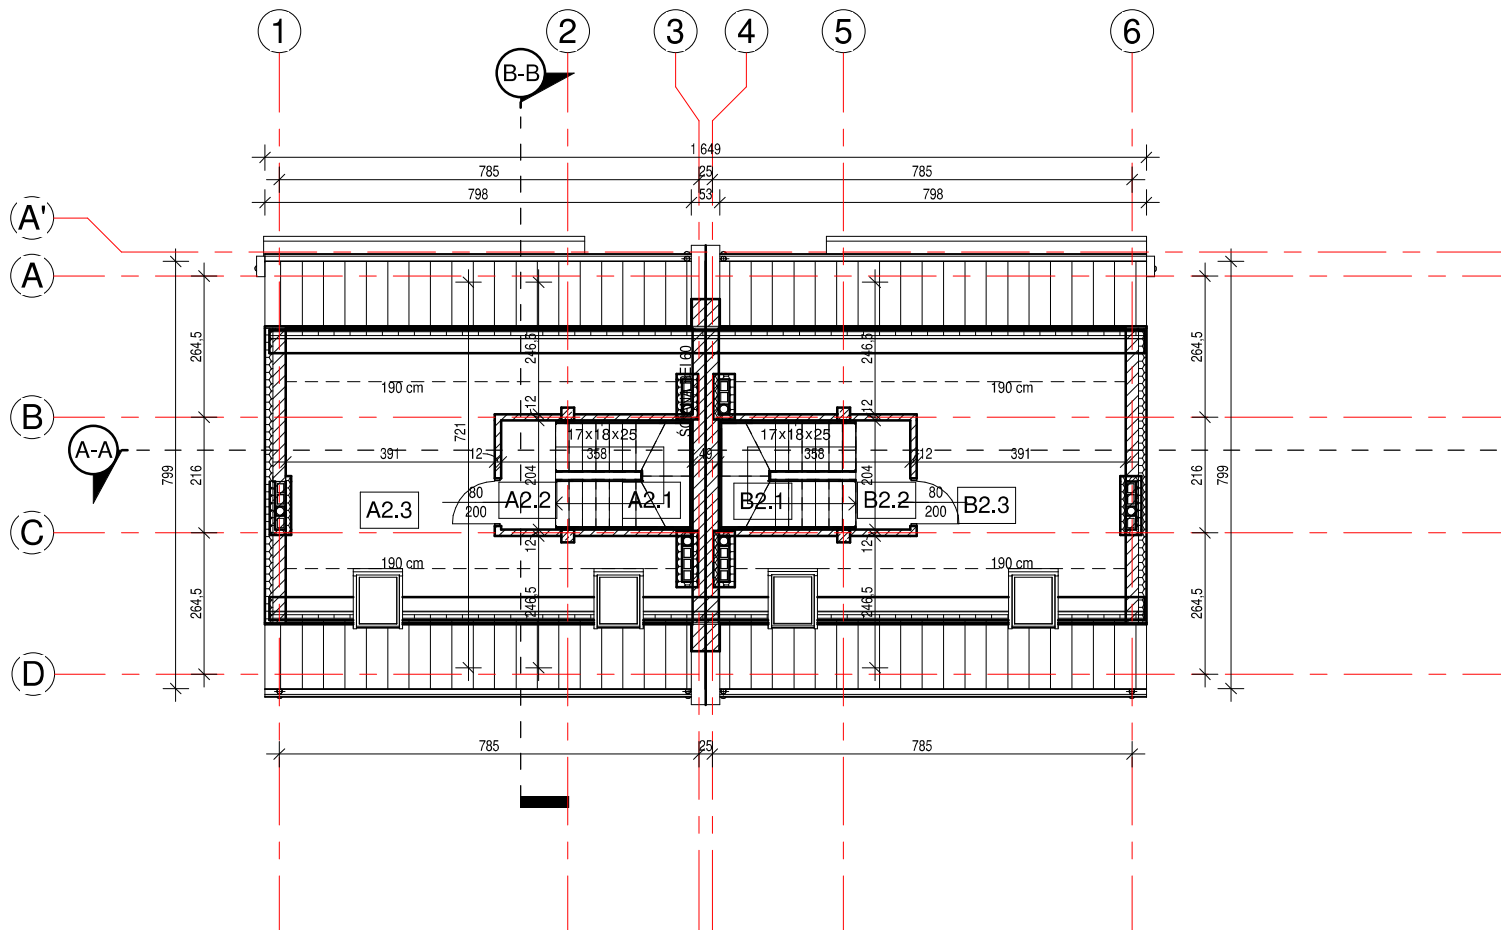 1 2 3 4 5 6
B-B
1 649
785 25 785
798 53 798
A'
A
264,5 246,5 246,5 264,5
ŚCIANA REI 60
190 cm 190 cm
12 12
B
721
17x18x25 17x18x25
A-A
391 12 358 49 358 12 391
799 216 204 204 216 799
A2.3 80 A2.2 A2.1 B2.1 B2.2 80 B2.3
200 200
C
12 12
190 cm 190 cm
264,5 246,5 246,5 264,5
D
785 25 785